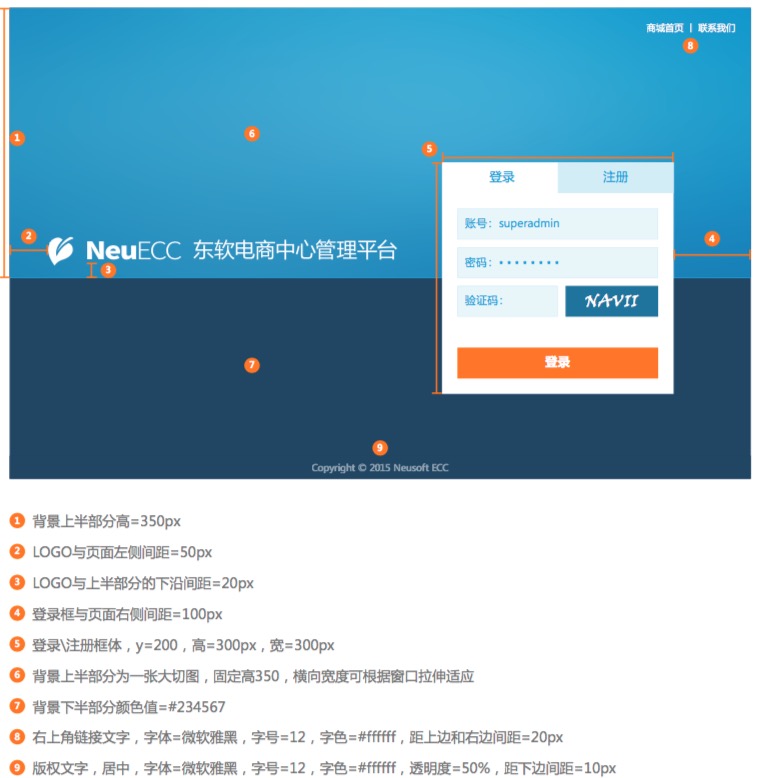 商城首页 | 联系我们
8
1
6
5
登录 注册
账号：superadmin
2
4
NeuECC 东软电商中心管理平台
密码：••••••••
3
验证码： NAVII
登录
7
9
Copyright © 2015 Neusoft ECC
1 背景上半部分高=350px
2 LOGO与页面左侧间距=50px
3 LOGO与上半部分的下沿间距=20px
4 登录框与页面右侧间距=100px
5 登录\注册框体，y=200，高=300px，宽=300px
6 背景上半部分为一张大切图，固定高350，横向宽度可根据窗口拉伸适应
7 背景下半部分颜色值=#234567
8 右上角链接文字，字体=微软雅黑，字号=12，字色=#ffffff，距上边和右边间距=20px
9 版权文字，居中，字体=微软雅黑，字号=12，字色=#ffffff，透明度=50%，距下边间距=10px